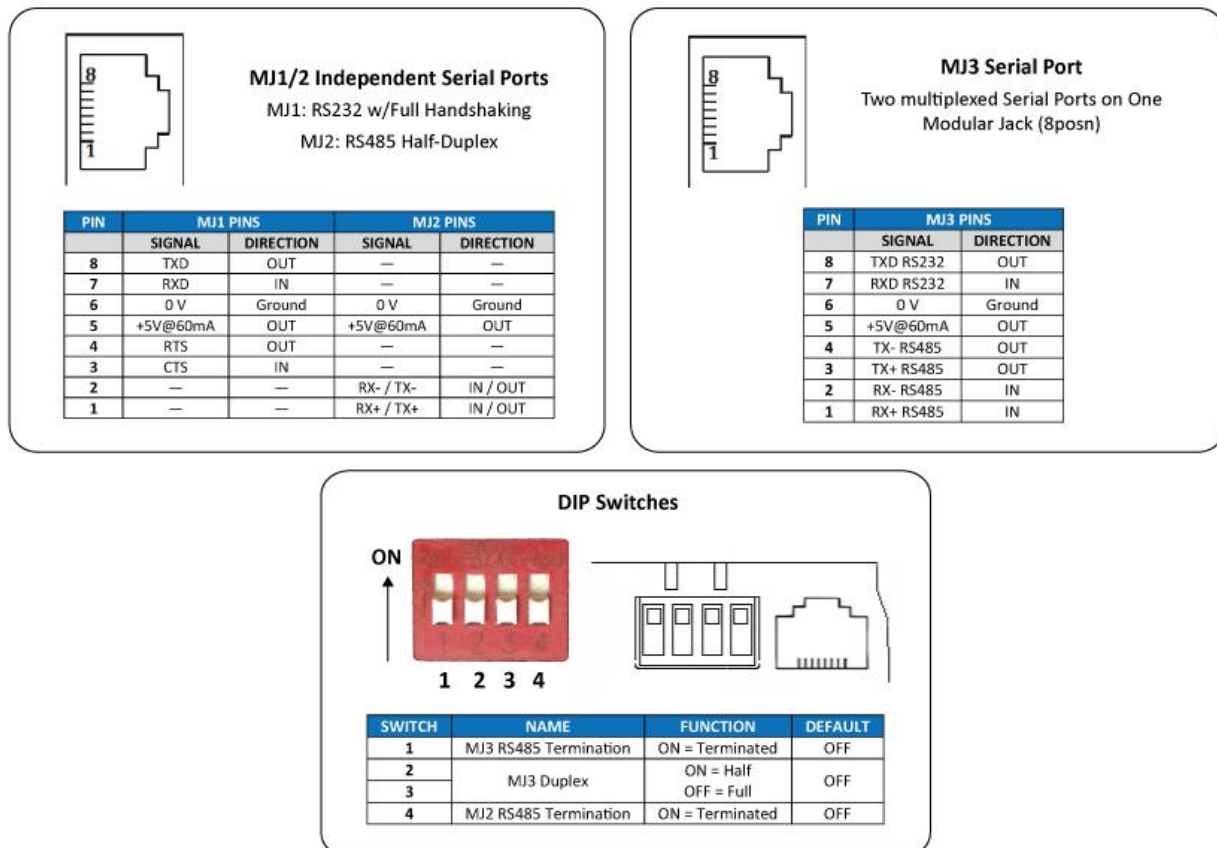 8
1
MJ1/2 Independent Serial Ports
MJ1: RS232 w/Full Handshaking
MJ2: RS485 Half-Duplex
PIN MJ1 PINS MJ2 PINS
SIGNAL DIRECTION SIGNAL DIRECTION
8 TXD OUT — —
7 RXD IN — —
6 0 V Ground 0 V Ground
5 +5V@60mA OUT +5V@60mA OUT
4 RTS OUT — —
3 CTS IN — —
2 — — RX- / TX- IN / OUT
1 — — RX+ / TX+ IN / OUT
8
1
MJ3 Serial Port
Two multiplexed Serial Ports on One
Modular Jack (8posn)
PIN MJ3 PINS
SIGNAL DIRECTION
8 TXD RS232 OUT
7 RXD RS232 IN
6 0 V Ground
5 +5V@60mA OUT
4 TX- RS485 OUT
3 TX+ RS485 OUT
2 RX- RS485 IN
1 RX+ RS485 IN
DIP Switches
ON
1 2 3 4
1 2 3 4
SWITCH NAME FUNCTION DEFAULT
1 MJ3 RS485 Termination ON = Terminated OFF
2 MJ3 Duplex ON = Half OFF
3 OFF = Full
4 MJ2 RS485 Termination ON = Terminated OFF